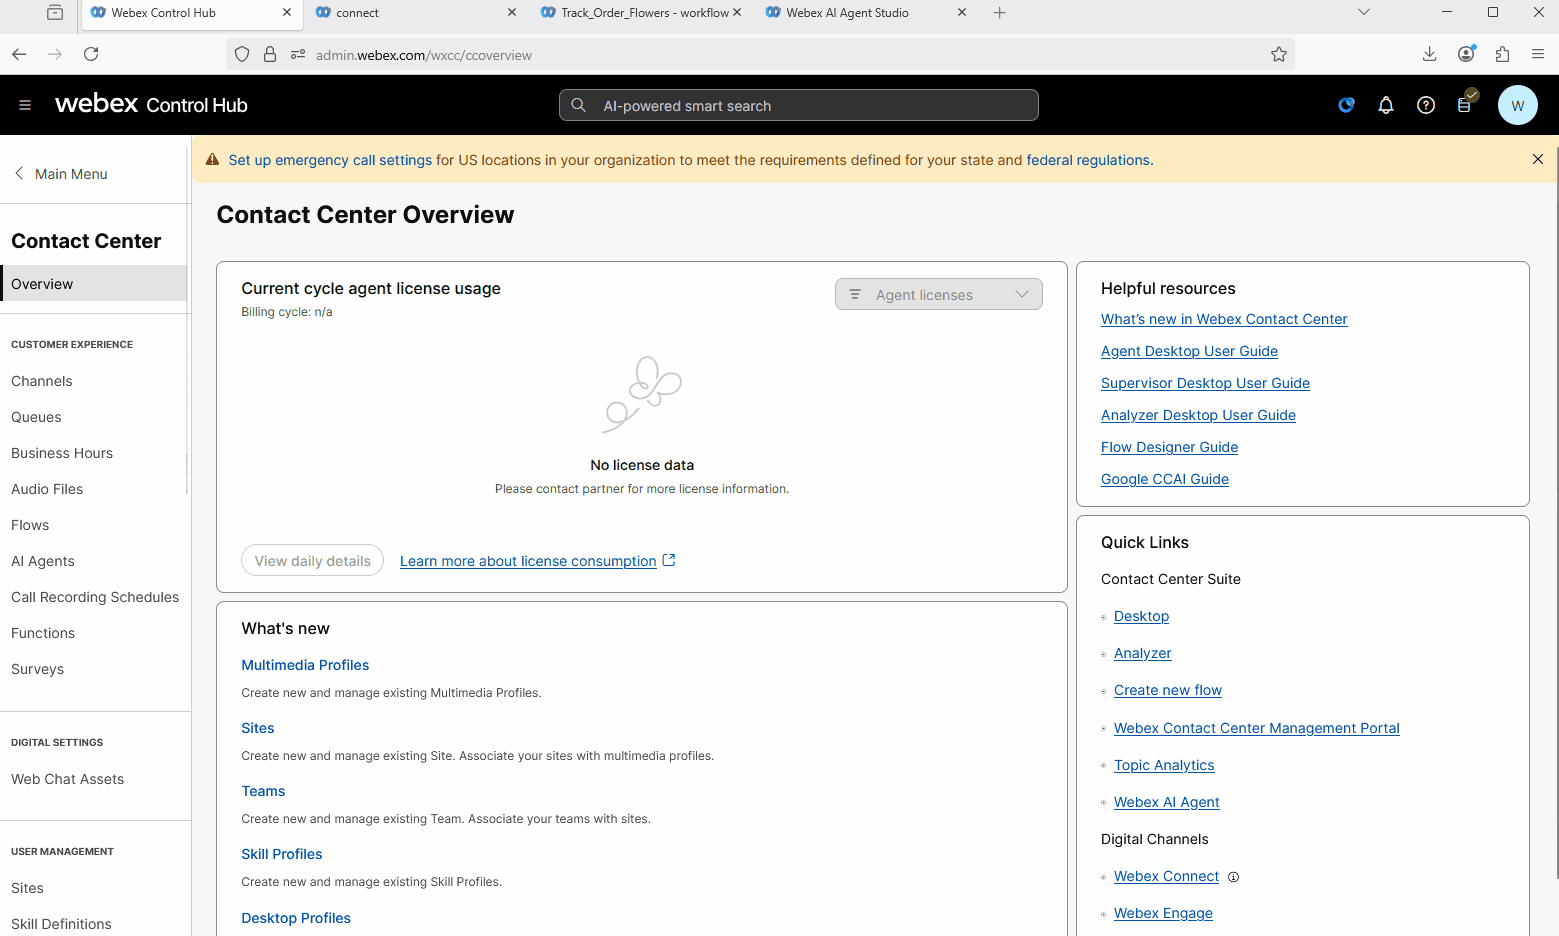 Webex Control Hub
connect
Track_Order_Flowers - workflow
Webex AI Agent Studio
admin.webex.com/wxcc/ccoverview
webex Control Hub
AI-powered smart search
W
Set up emergency call settings for US locations in your organization to meet the requirements defined for your state and federal regulations.
Main Menu
Contact Center
Overview
CUSTOMER EXPERIENCE
Channels
Queues
Business Hours
Audio Files
Flows
AI Agents
Call Recording Schedules
Functions
Surveys
DIGITAL SETTINGS
Web Chat Assets
USER MANAGEMENT
Sites
Skill Definitions
Contact Center Overview
Current cycle agent license usage
Billing cycle: n/a
Agent licenses
No license data
Please contact partner for more license information.
View daily details
Learn more about license consumption
What's new
Multimedia Profiles
Create new and manage existing Multimedia Profiles.
Sites
Create new and manage existing Site. Associate your sites with multimedia profiles.
Teams
Create new and manage existing Team. Associate your teams with sites.
Skill Profiles
Create new and manage existing Skill Profiles.
Desktop Profiles
Helpful resources
What's new in Webex Contact Center
Agent Desktop User Guide
Supervisor Desktop User Guide
Analyzer Desktop User Guide
Flow Designer Guide
Google CCAI Guide
Quick Links
Contact Center Suite
Desktop
Analyzer
Create new flow
Webex Contact Center Management Portal
Topic Analytics
Webex AI Agent
Digital Channels
Webex Connect
Webex Engage